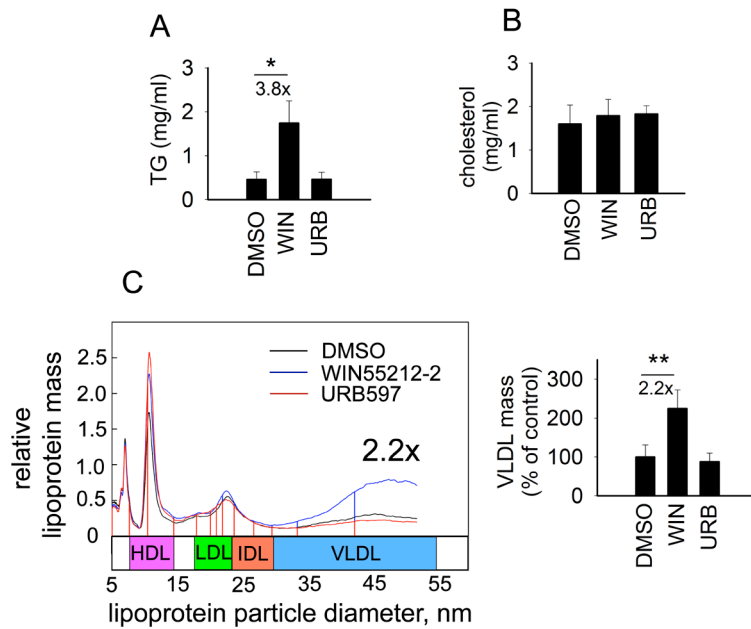 A
TG (mg/ml)
3
2
1
0
*
3.8x
DMSO
WIN
URB
B
cholesterol
(mg/ml)
3
2
1
0
DMSO
WIN
URB
C
relative
lipoprotein mass
2.5
2.0
1.5
1.0
0.5
0
DMSO
WIN55212-2
URB597
2.2x
HDL
LDL
IDL
VLDL
5
15
25
35
45
55
lipoprotein particle diameter, nm
VLDL mass
(% of control)
300
200
100
0
**
2.2x
DMSO
WIN
URB